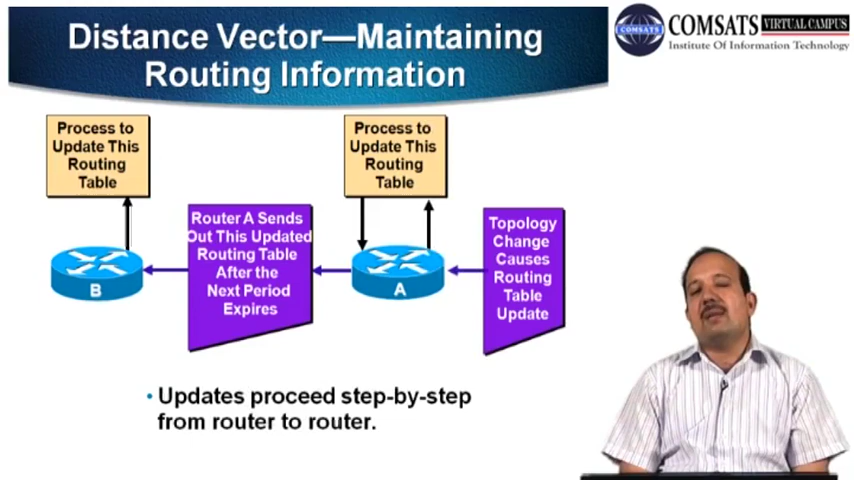 Distance Vector—Maintaining
Routing Information
COMSATS
COMSATS VIRTUAL CAMPUS
Institute Of Information Technology
Process to
Update This
Routing
Table
Process to
Update This
Routing
Table
Router A Sends
Out This Updated
Routing Table
After the
Next Period
Expires
Topology
Change
Causes
Routing
Table
Update
B
A
• Updates proceed step-by-step
from router to router.